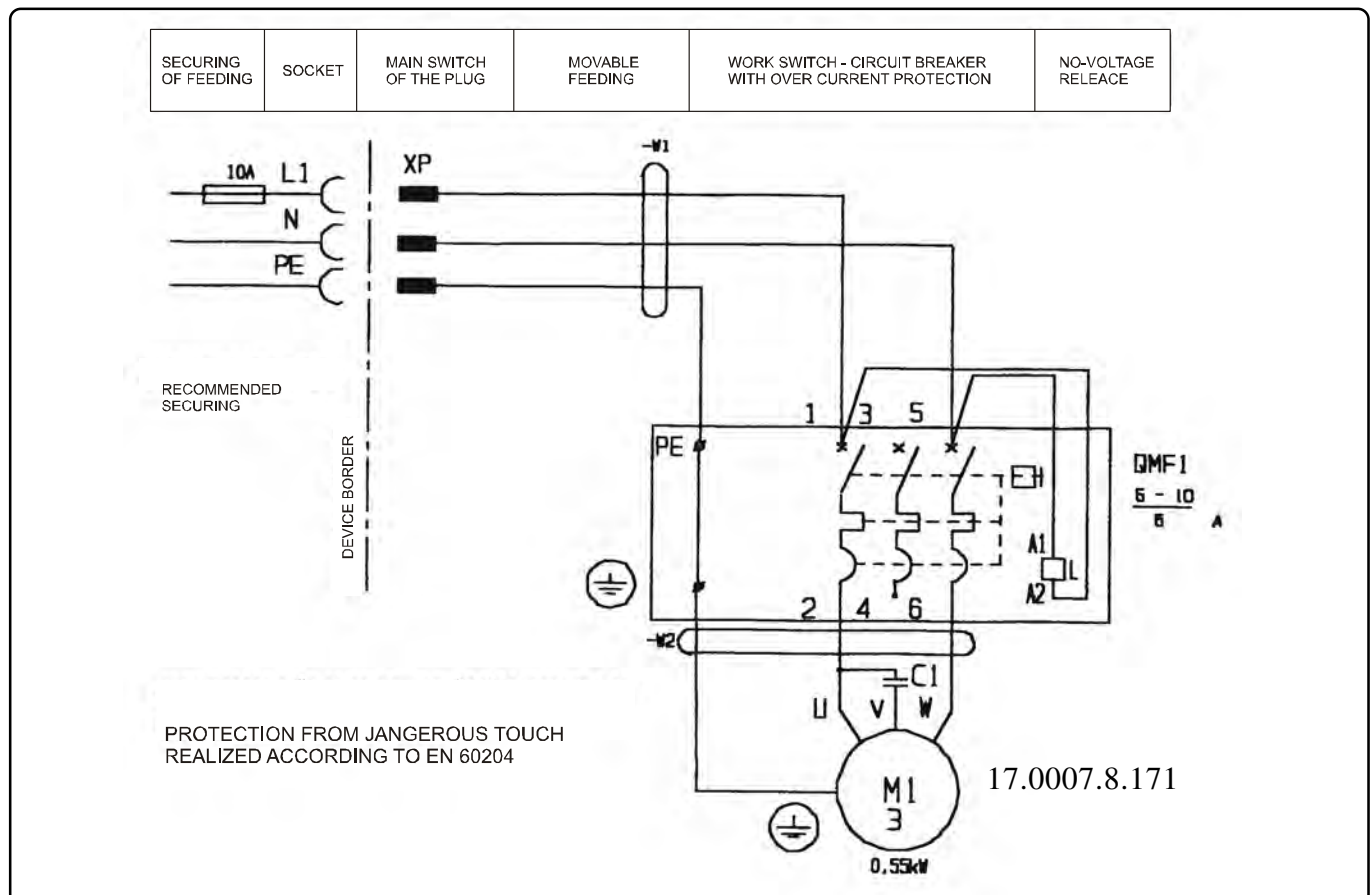 SECURING
OF FEEDING
SOCKET
MAIN SWITCH
OF THE PLUG
MOVABLE
FEEDING
WORK SWITCH - CIRCUIT BREAKER
WITH OVER CURRENT PROTECTION
NO-VOLTAGE
RELEACE
-W1
10A
L1
XP
N
PE
RECOMMENDED
SECURING
DEVICE BORDER
1 3 5
PE
QMF1
6 - 10
6 A
A1
L
A2
2 4 6
-W2
C1
U V W
PROTECTION FROM JANGEROUS TOUCH
REALIZED ACCORDING TO EN 60204
M1
3
17.0007.8.171
0,55kW